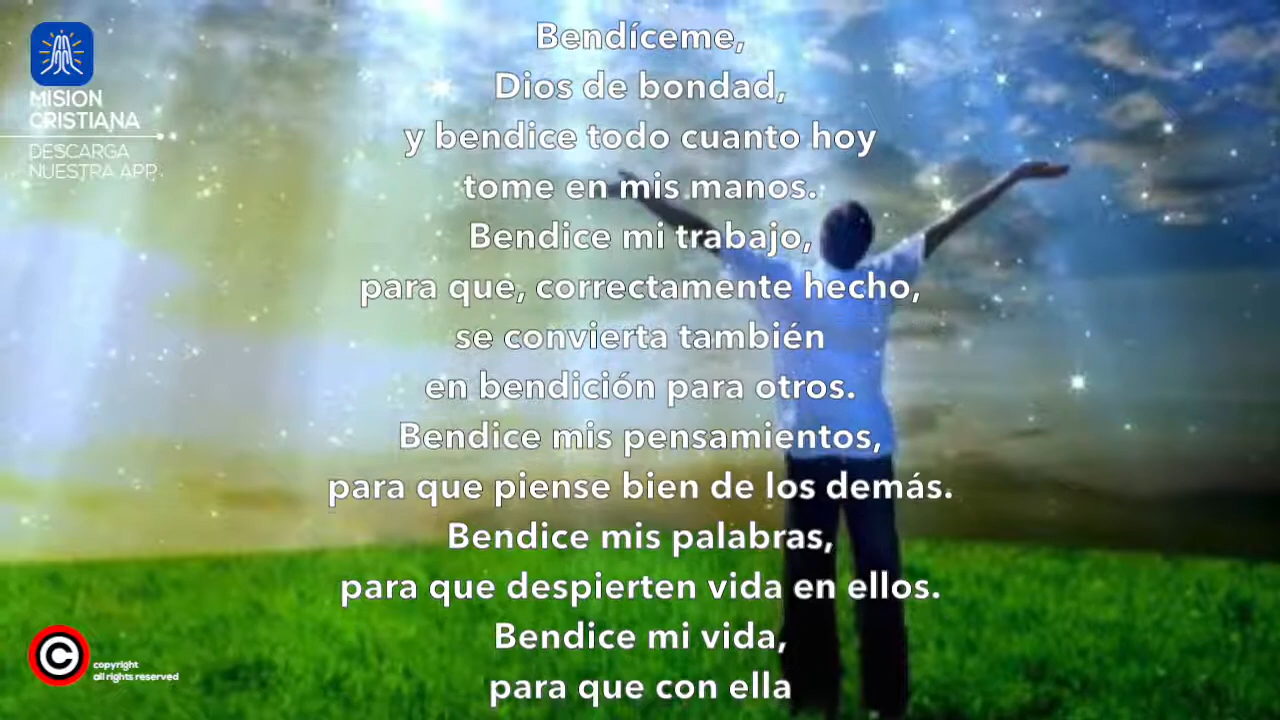 MISION
CRISTIANA
DESCARGA
NUESTRA APP
Bendíceme,
Dios de bondad,
y bendice todo cuanto hoy
tome en mis manos.
Bendice mi trabajo,
para que, correctamente hecho,
se convierta también
en bendición para otros.
Bendice mis pensamientos,
para que piense bien de los demás.
Bendice mis palabras,
para que despierten vida en ellos.
Bendice mi vida,
para que con ella
C
copyright
all rights reserved